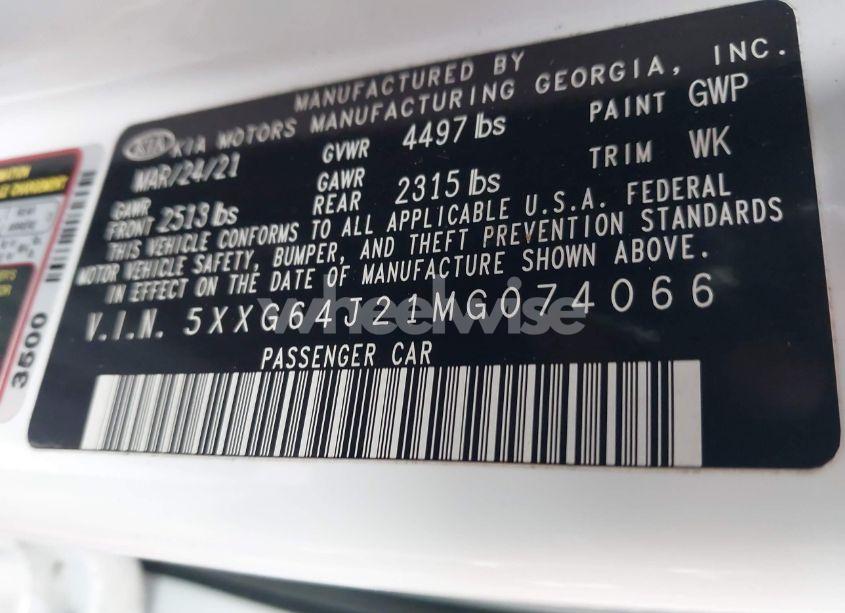 MANUFACTURED BY
KIA KIA MOTORS MANUFACTURING GEORGIA, INC.
MAR/24/21 GVWR 4497 lbs PAINT GWP
GAWR FRONT 2513 lbs GAWR REAR 2315 lbs TRIM WK
THIS VEHICLE CONFORMS TO ALL APPLICABLE U.S.A. FEDERAL
MOTOR VEHICLE SAFETY, BUMPER, AND THEFT PREVENTION STANDARDS
IN EFFECT ON THE DATE OF MANUFACTURE SHOWN ABOVE.
V.I.N. 5XXG64J21MG074066
wheelwise
PASSENGER CAR
3500